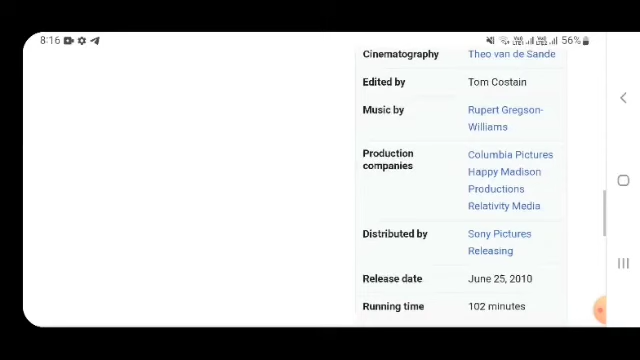 8:16 56%
Cinematography Theo van de Sande
Edited by Tom Costain
Music by Rupert Gregson-
Williams
Production Columbia Pictures
companies Happy Madison
Productions
Relativity Media
Distributed by Sony Pictures
Releasing
Release date June 25, 2010
Running time 102 minutes